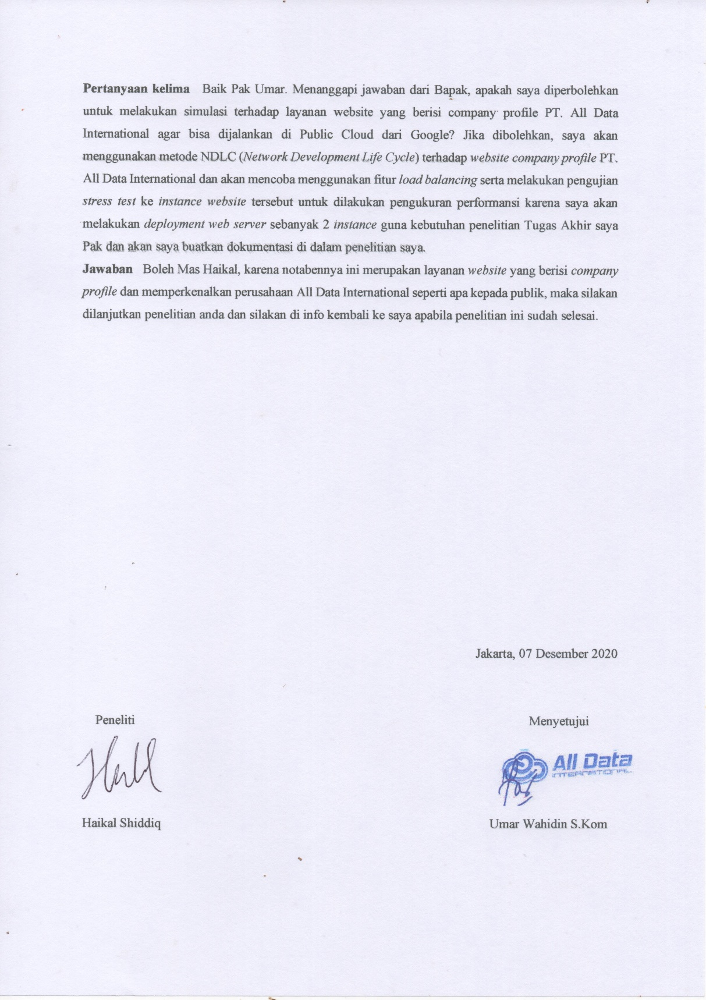 Pertanyaan kelima Baik Pak Umar. Menanggapi jawaban dari Bapak, apakah saya diperbolehkan
untuk melakukan simulasi terhadap layanan website yang berisi company profile PT. All Data
International agar bisa dijalankan di Public Cloud dari Google? Jika dibolehkan, saya akan
menggunakan metode NDLC (Network Development Life Cycle) terhadap website company profile PT.
All Data International dan akan mencoba menggunakan fitur load balancing serta melakukan pengujian
stress test ke instance website tersebut untuk dilakukan pengukuran performansi karena saya akan
melakukan deployment web server sebanyak 2 instance guna kebutuhan penelitian Tugas Akhir saya
Pak dan akan saya buatkan dokumentasi di dalam penelitian saya.
Jawaban Boleh Mas Haikal, karena notabennya ini merupakan layanan website yang berisi company
profile dan memperkenalkan perusahaan All Data International seperti apa kepada publik, maka silakan
dilanjutkan penelitian anda dan silakan di info kembali ke saya apabila penelitian ini sudah selesai.
Jakarta, 07 Desember 2020
Peneliti
Menyetujui
All Data
INTERNATIONAL
Haikal Shiddiq
Umar Wahidin S.Kom